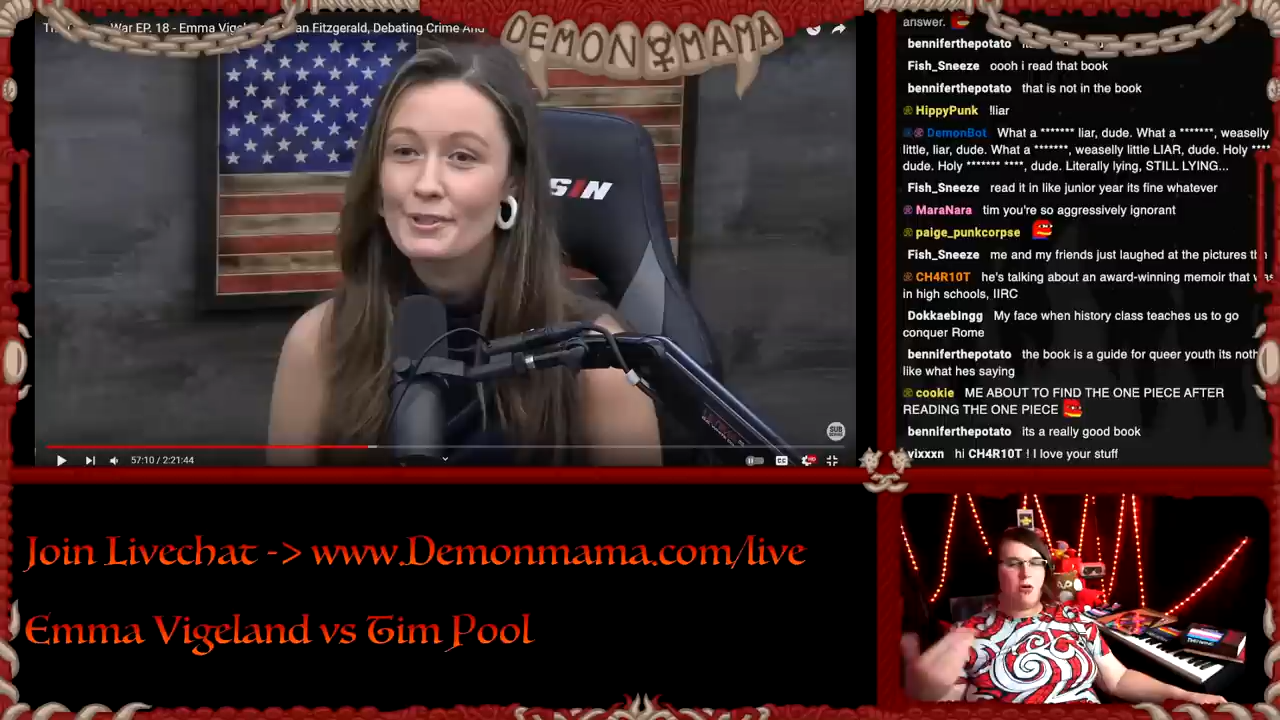 War EP. 18 - Emma Vigel an Fitzgerald, Debating Crime And
DEMON MAMA
SUB
57:10 / 2:21:44
CC
HD
answer.
benniferthepotato
Fish_Sneeze oooh i read that book
benniferthepotato that is not in the book
HippyPunk !liar
DemonBot What a ******* liar, dude. What a *******, weaselly
little, liar, dude. What a *******, weaselly little LIAR, dude. Holy ****
dude. Holy ******* ****, dude. Literally lying, STILL LYING...
Fish_Sneeze read it in like junior year its fine whatever
MaraNara tim you're so aggressively ignorant
paige_punkcorpse
Fish_Sneeze me and my friends just laughed at the pictures
CH4R10T he's talking about an award-winning memoir that
in high schools, IIRC
Dokkaebingg My face when history class teaches us to go
conquer Rome
benniferthepotato the book is a guide for queer youth its noth
like what hes saying
cookie ME ABOUT TO FIND THE ONE PIECE AFTER
READING THE ONE PIECE
benniferthepotato its a really good book
vixxxn hi CH4R10T ! I love your stuff
Join Livechat -> www.Demonmama.com/live
Emma Vigeland vs Tim Pool